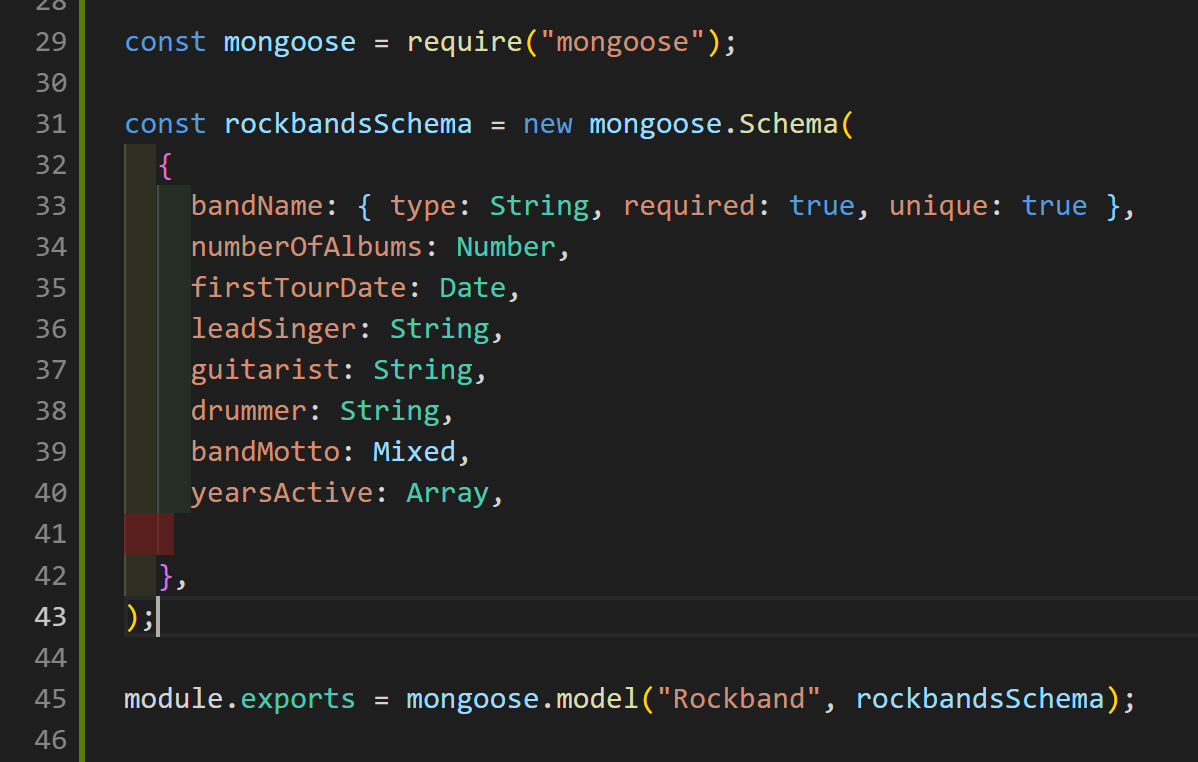 28
29 const mongoose = require("mongoose");
30
31 const rockbandsSchema = new mongoose.Schema(
32 {
33 bandName: { type: String, required: true, unique: true },
34 numberOfAlbums: Number,
35 firstTourDate: Date,
36 leadSinger: String,
37 guitarist: String,
38 drummer: String,
39 bandMotto: Mixed,
40 yearsActive: Array,
41
42 },
43 );
44
45 module.exports = mongoose.model("Rockband", rockbandsSchema);
46